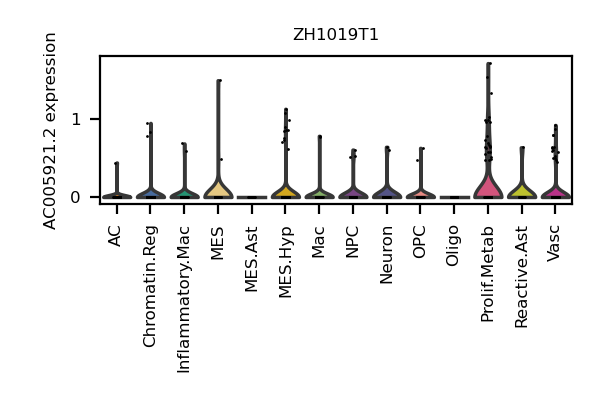 ZH1019T1
AC005921.2 expression
1
0
AC
Chromatin.Reg
Inflammatory.Mac
MES
MES.Ast
MES.Hyp
Mac
NPC
Neuron
OPC
Oligo
Prolif.Metab
Reactive.Ast
Vasc